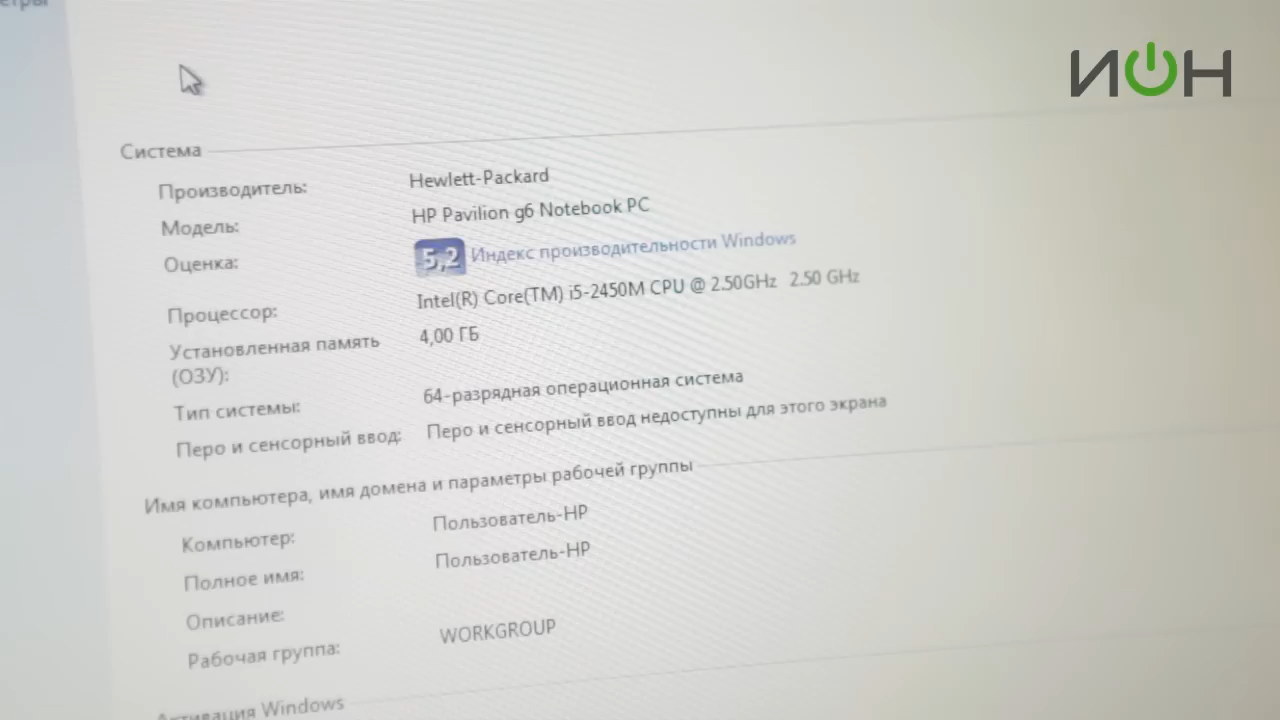 етры
ИОН
Система
Производитель: Hewlett-Packard
Модель: HP Pavilion g6 Notebook PC
Оценка: 5,2 Индекс производительности Windows
Процессор: Intel(R) Core(TM) i5-2450M CPU @ 2.50GHz 2.50 GHz
Установленная память 4,00 ГБ
(ОЗУ):
Тип системы: 64-разрядная операционная система
Перо и сенсорный ввод: Перо и сенсорный ввод недоступны для этого экрана
Имя компьютера, имя домена и параметры рабочей группы
Компьютер: Пользователь-HP
Полное имя: Пользователь-HP
Описание:
Рабочая группа: WORKGROUP
Активация Windows